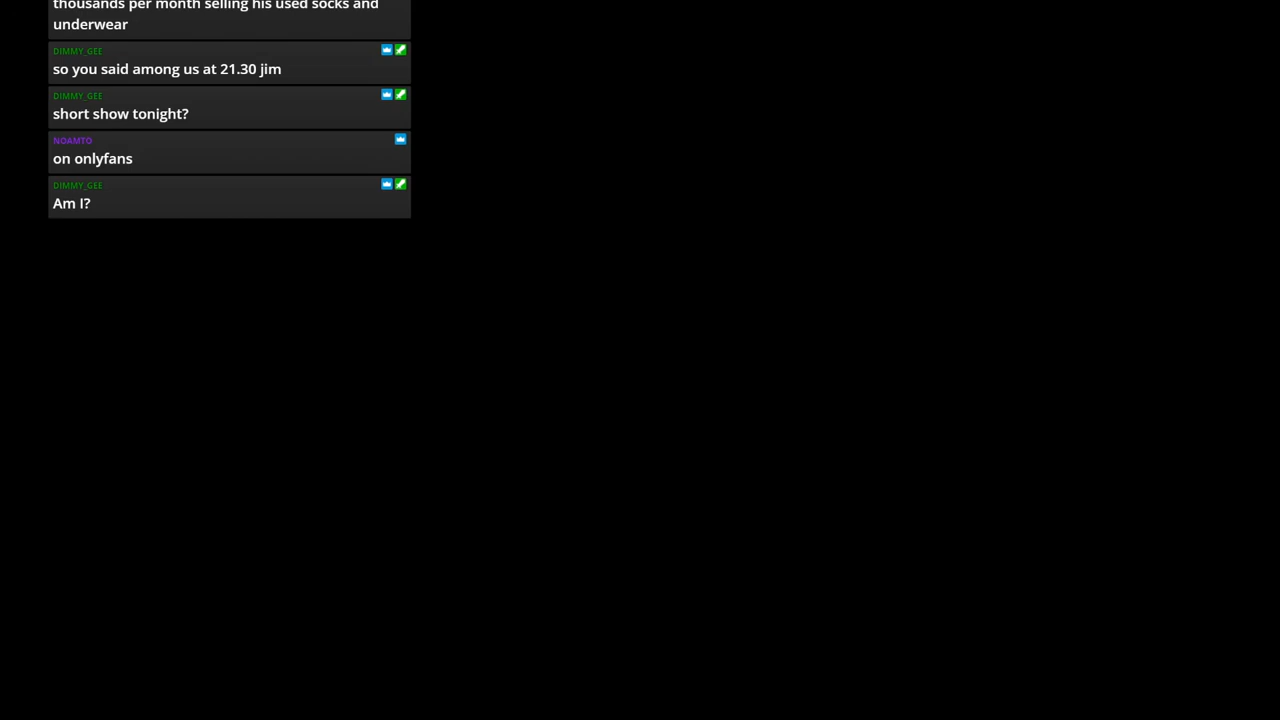 thousands per month selling his used socks and
underwear
DIMMY_GEE
so you said among us at 21.30 jim
DIMMY_GEE
short show tonight?
NOAMTO
on onlyfans
DIMMY_GEE
Am I?